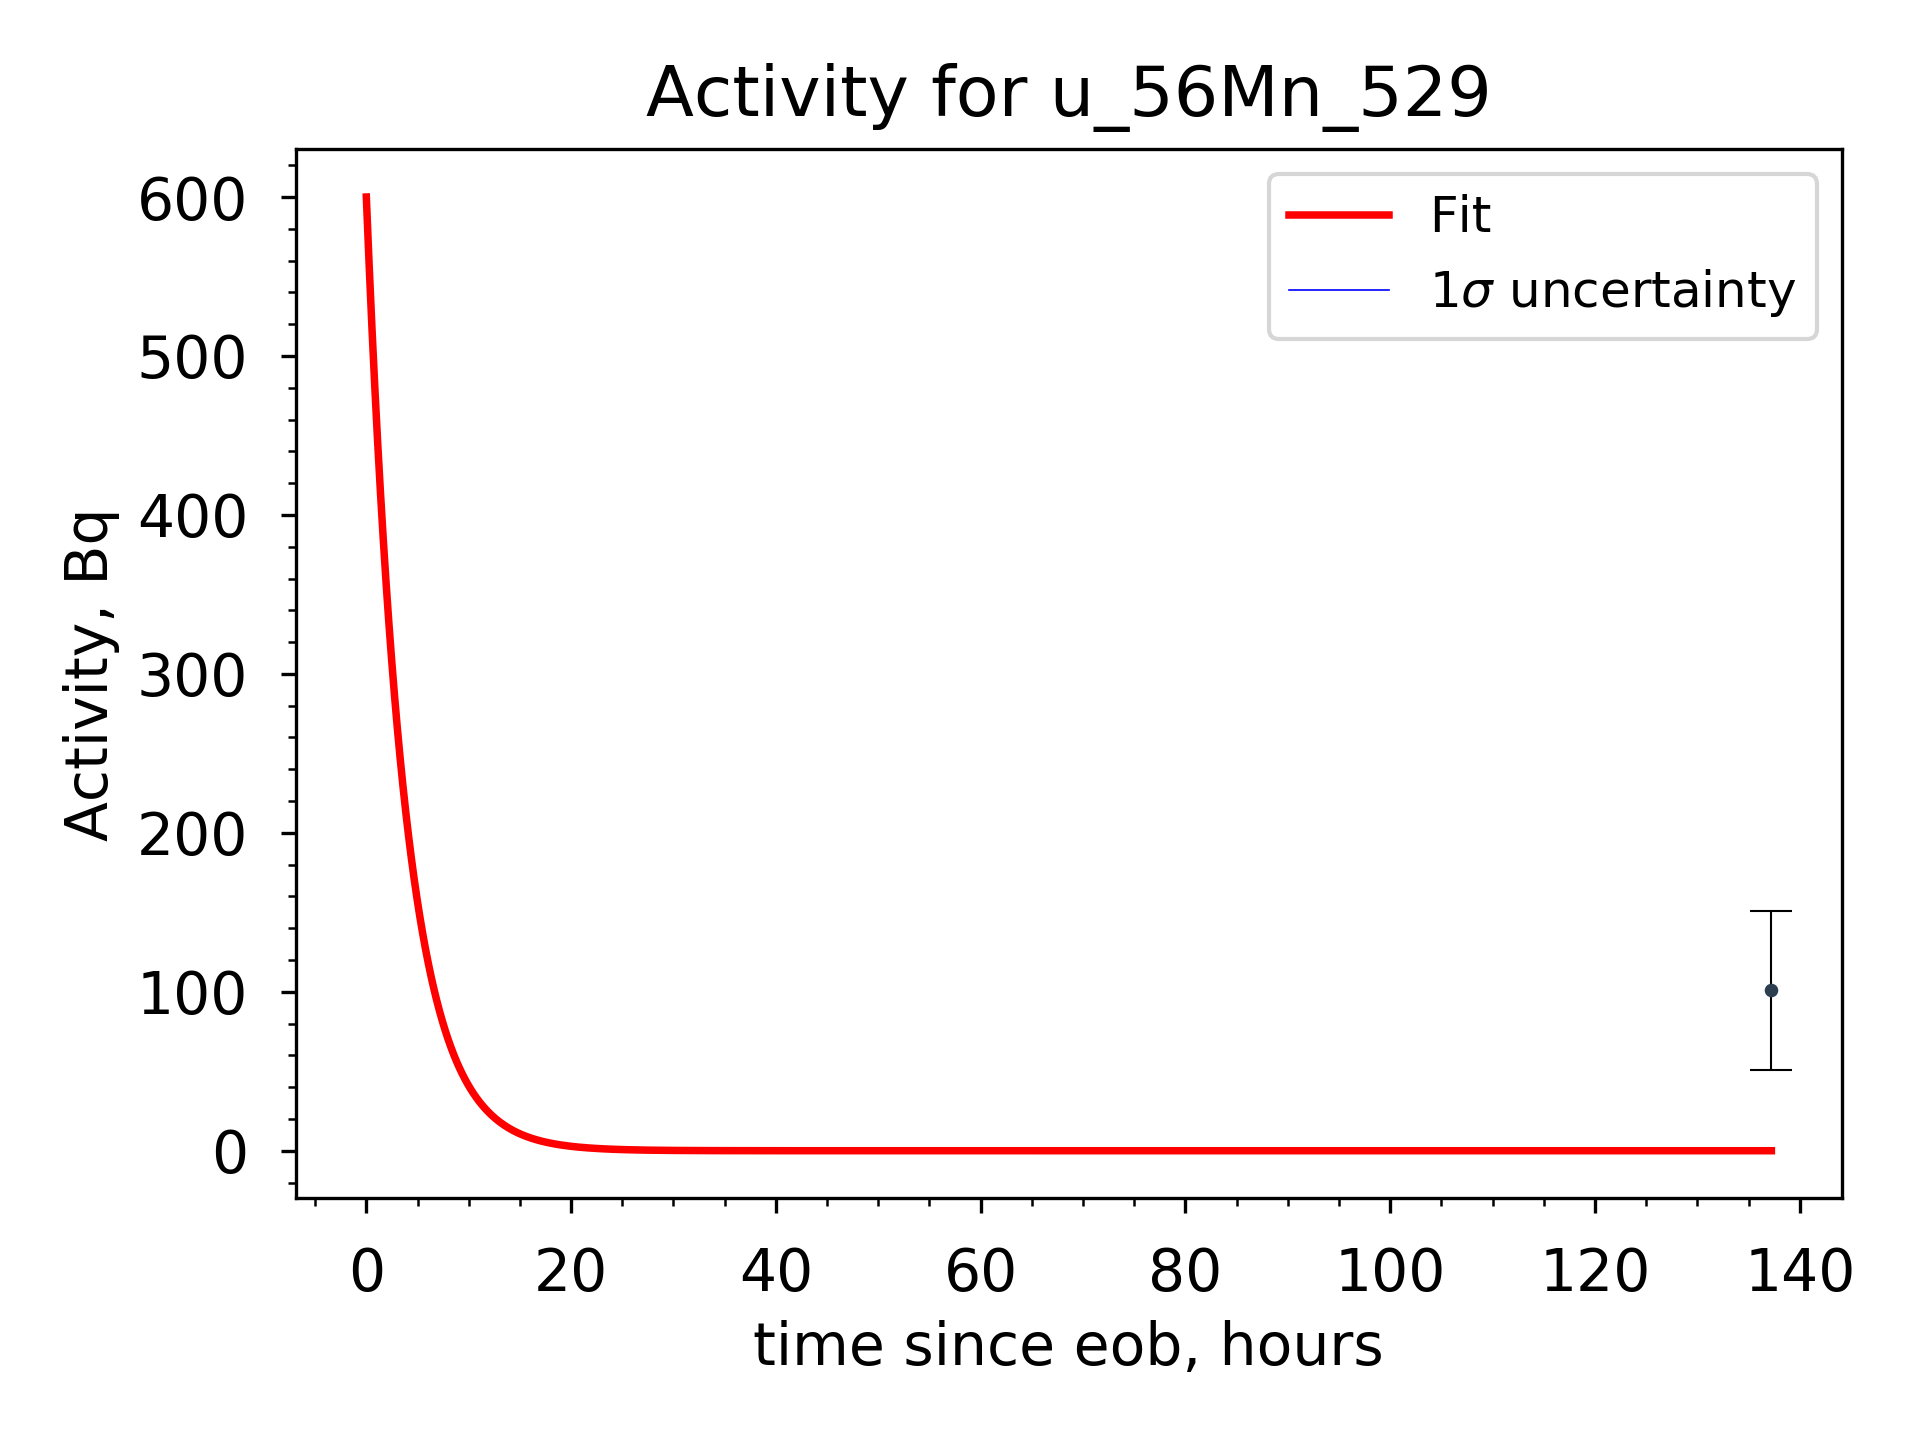 Activity for u_56Mn_529
Fit
1σ uncertainty
Activity, Bq
600
500
400
300
200
100
0
0 20 40 60 80 100 120 140
time since eob, hours